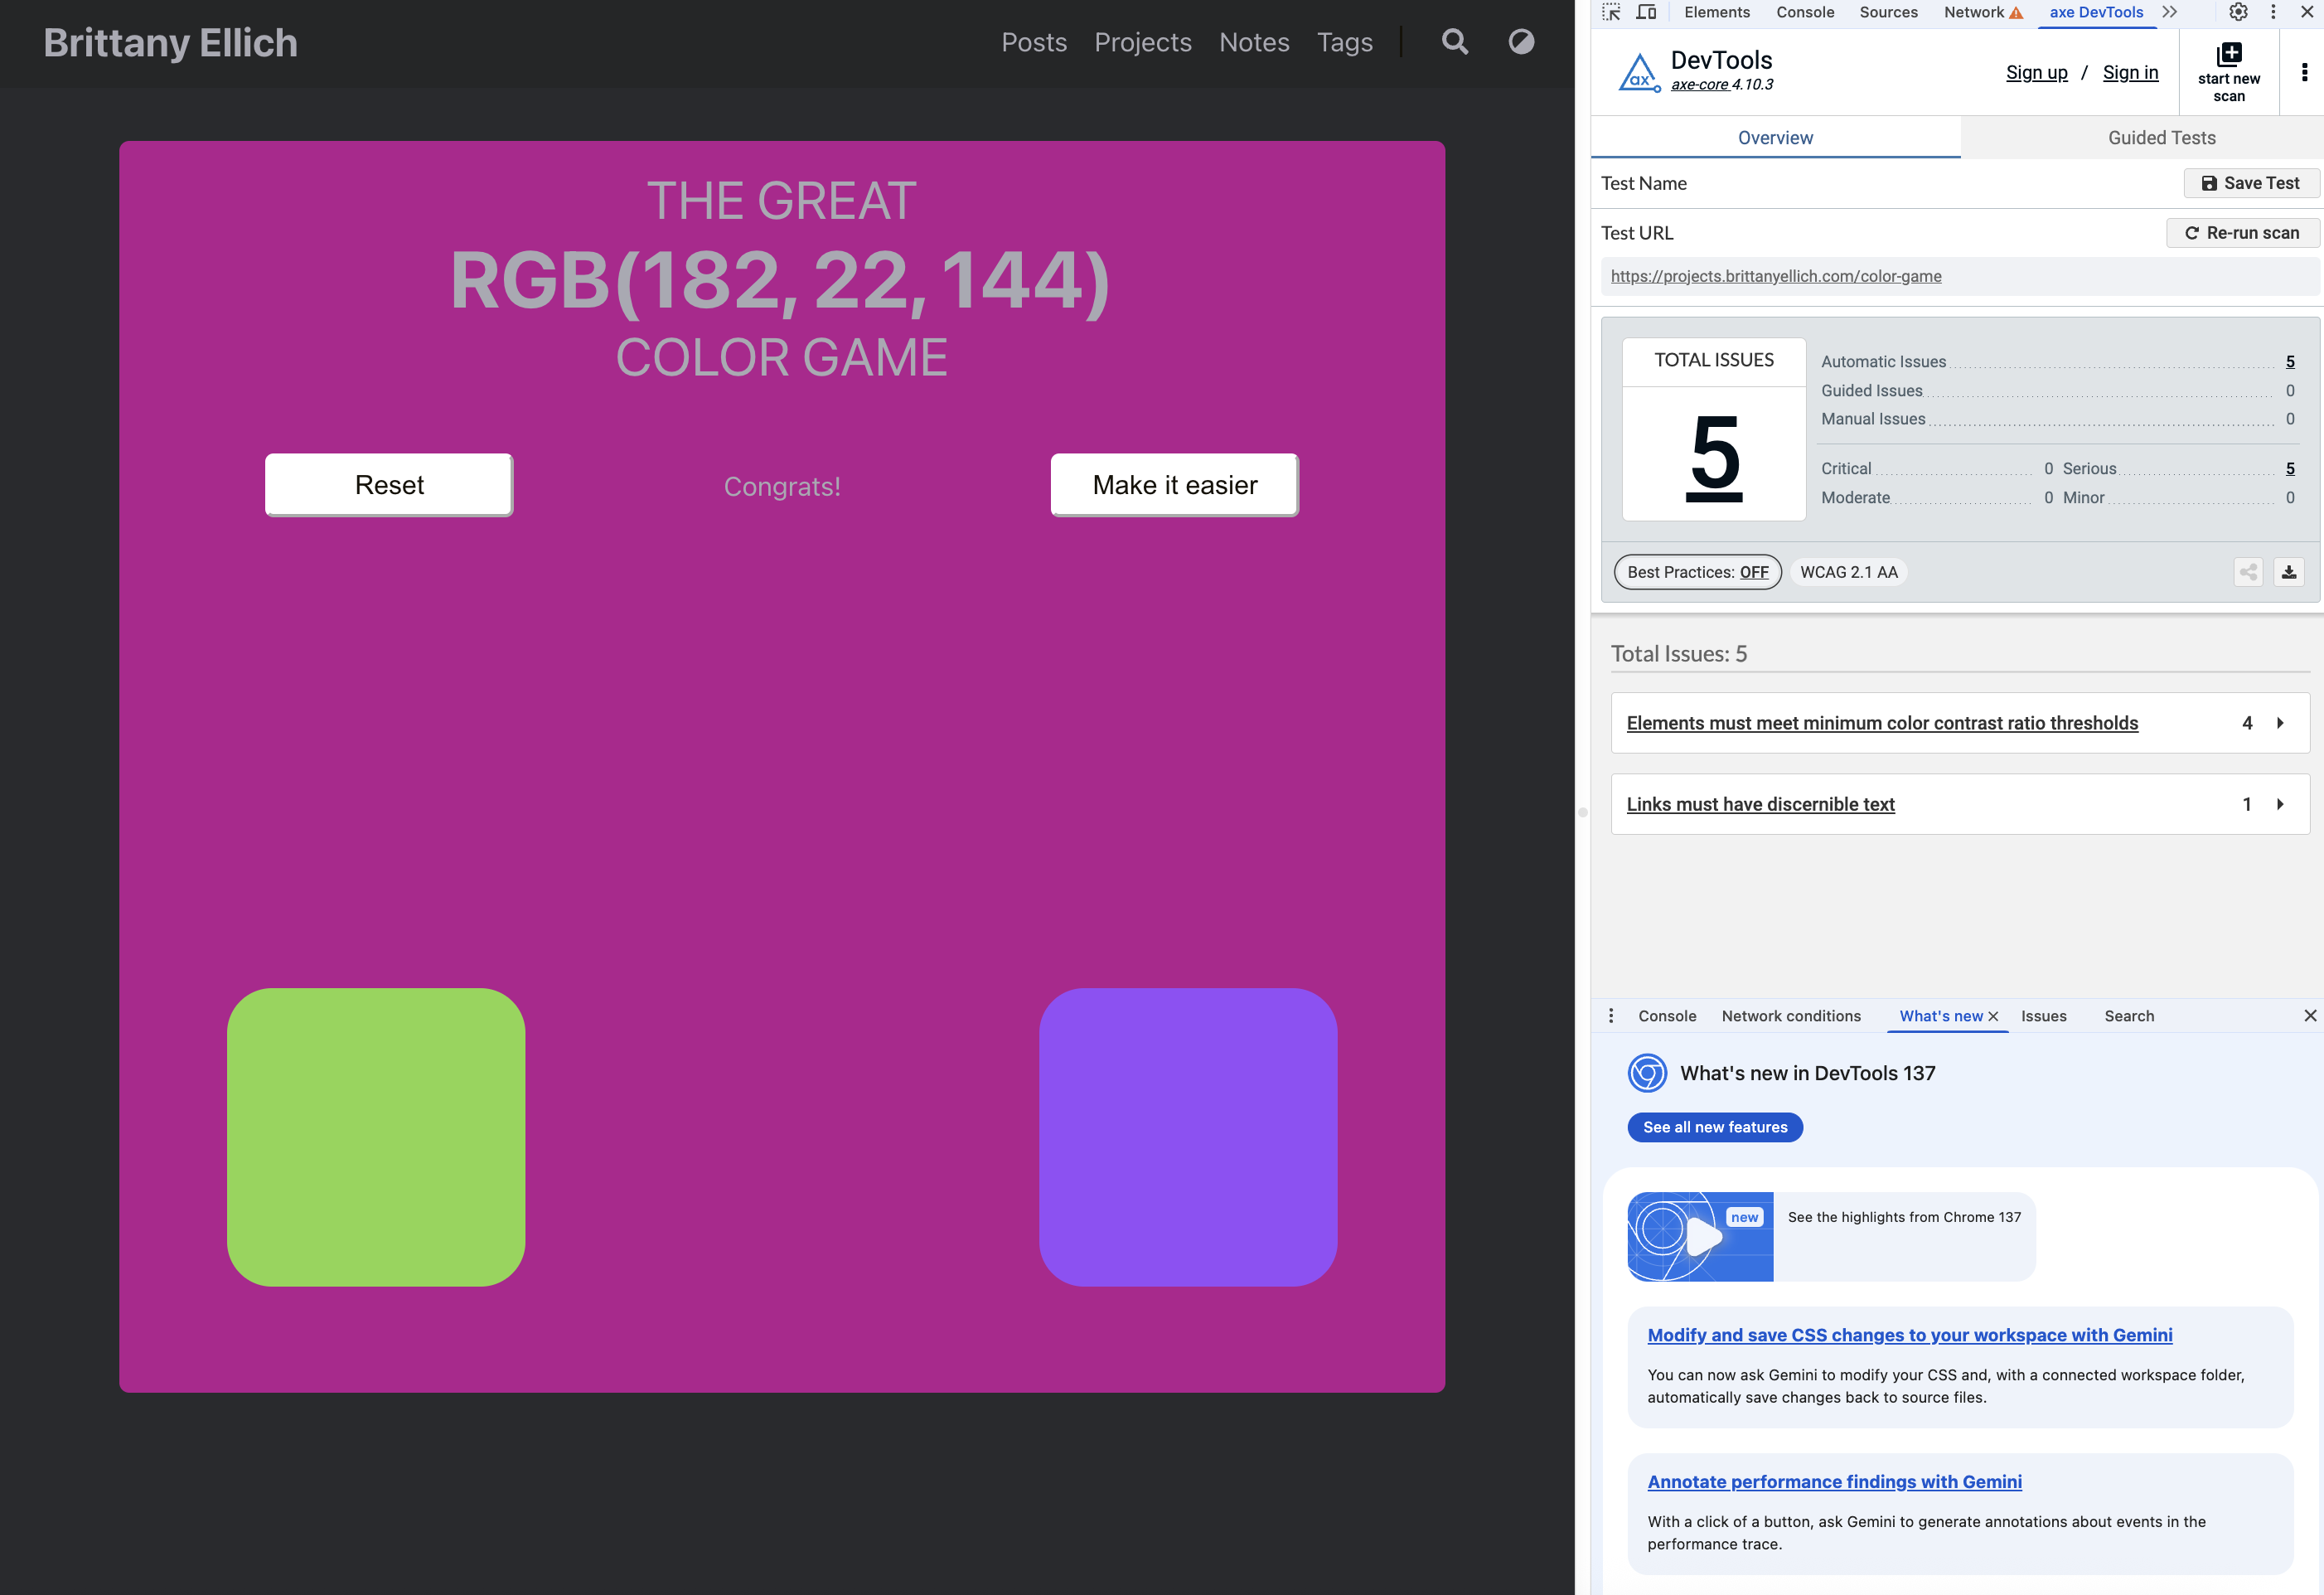 Brittany Ellich
Posts Projects Notes Tags
THE GREAT
RGB(182, 22, 144)
COLOR GAME
Reset
Congrats!
Make it easier
Elements Console Sources Network axe DevTools
ax
DevTools
axe-core 4.10.3
Sign up / Sign in
start new
scan
Overview
Guided Tests
Test Name
Save Test
Test URL
Re-run scan
https://projects.brittanyellich.com/color-game
TOTAL ISSUES
5
Automatic Issues 5
Guided Issues 0
Manual Issues 0
Critical 0 Serious 5
Moderate 0 Minor 0
Best Practices: OFF
WCAG 2.1 AA
Total Issues: 5
Elements must meet minimum color contrast ratio thresholds 4
Links must have discernible text 1
Console Network conditions What's new Issues Search
What's new in DevTools 137
See all new features
new
See the highlights from Chrome 137
Modify and save CSS changes to your workspace with Gemini
You can now ask Gemini to modify your CSS and, with a connected workspace folder,
automatically save changes back to source files.
Annotate performance findings with Gemini
With a click of a button, ask Gemini to generate annotations about events in the
performance trace.